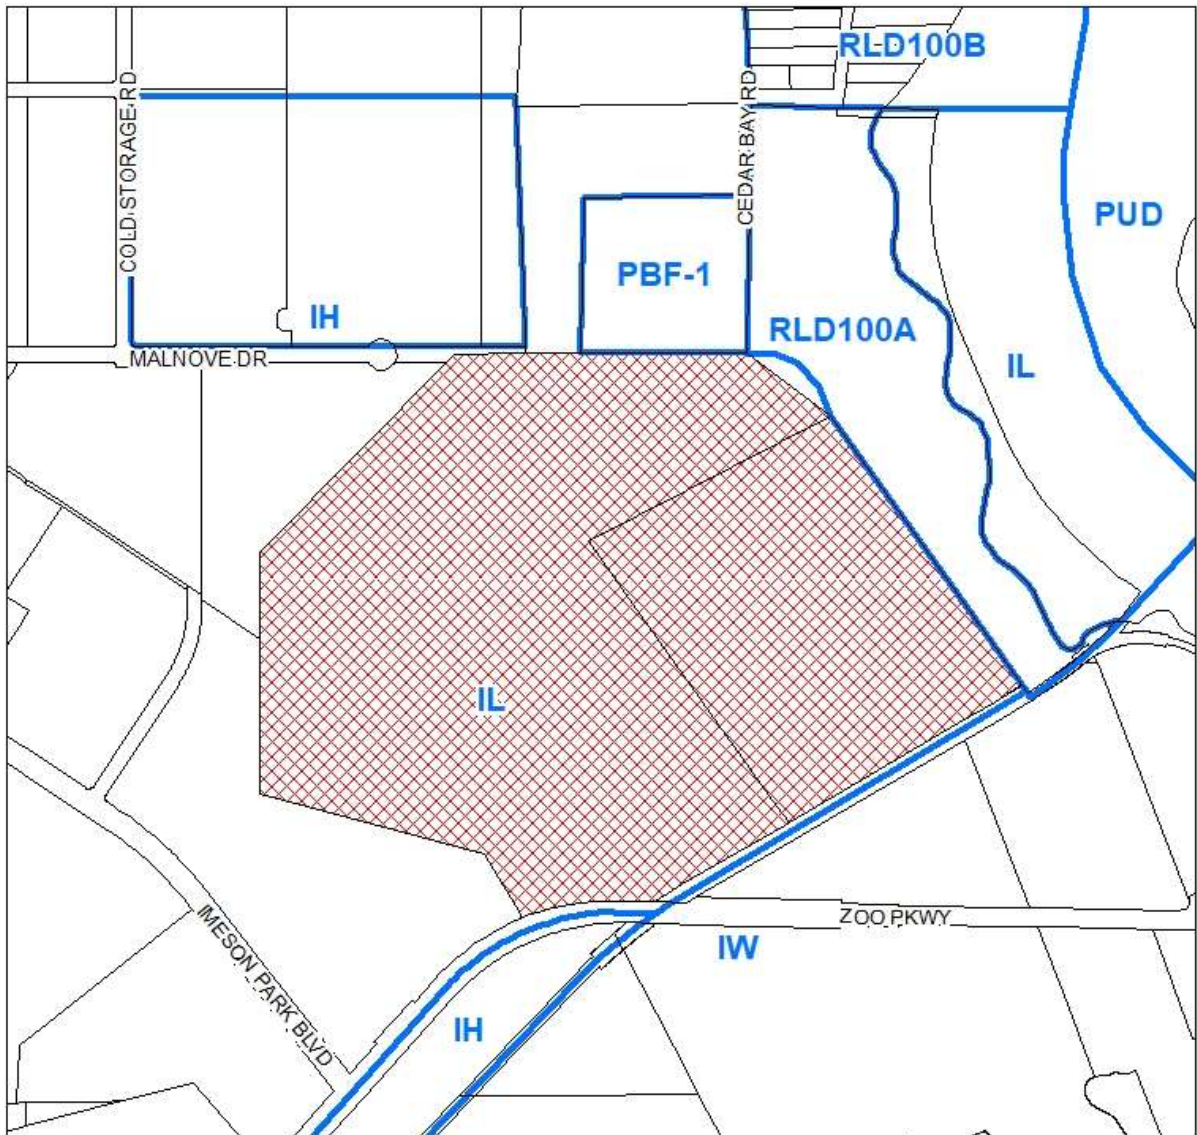 RLD100B
COLD STORAGE RD
CEDAR BAY RD
PUD
PBF-1
IH
RLD100A
MALNOVE DR
IL
IL
IMESON PARK BLVD
ZOO PKWY
IW
IH